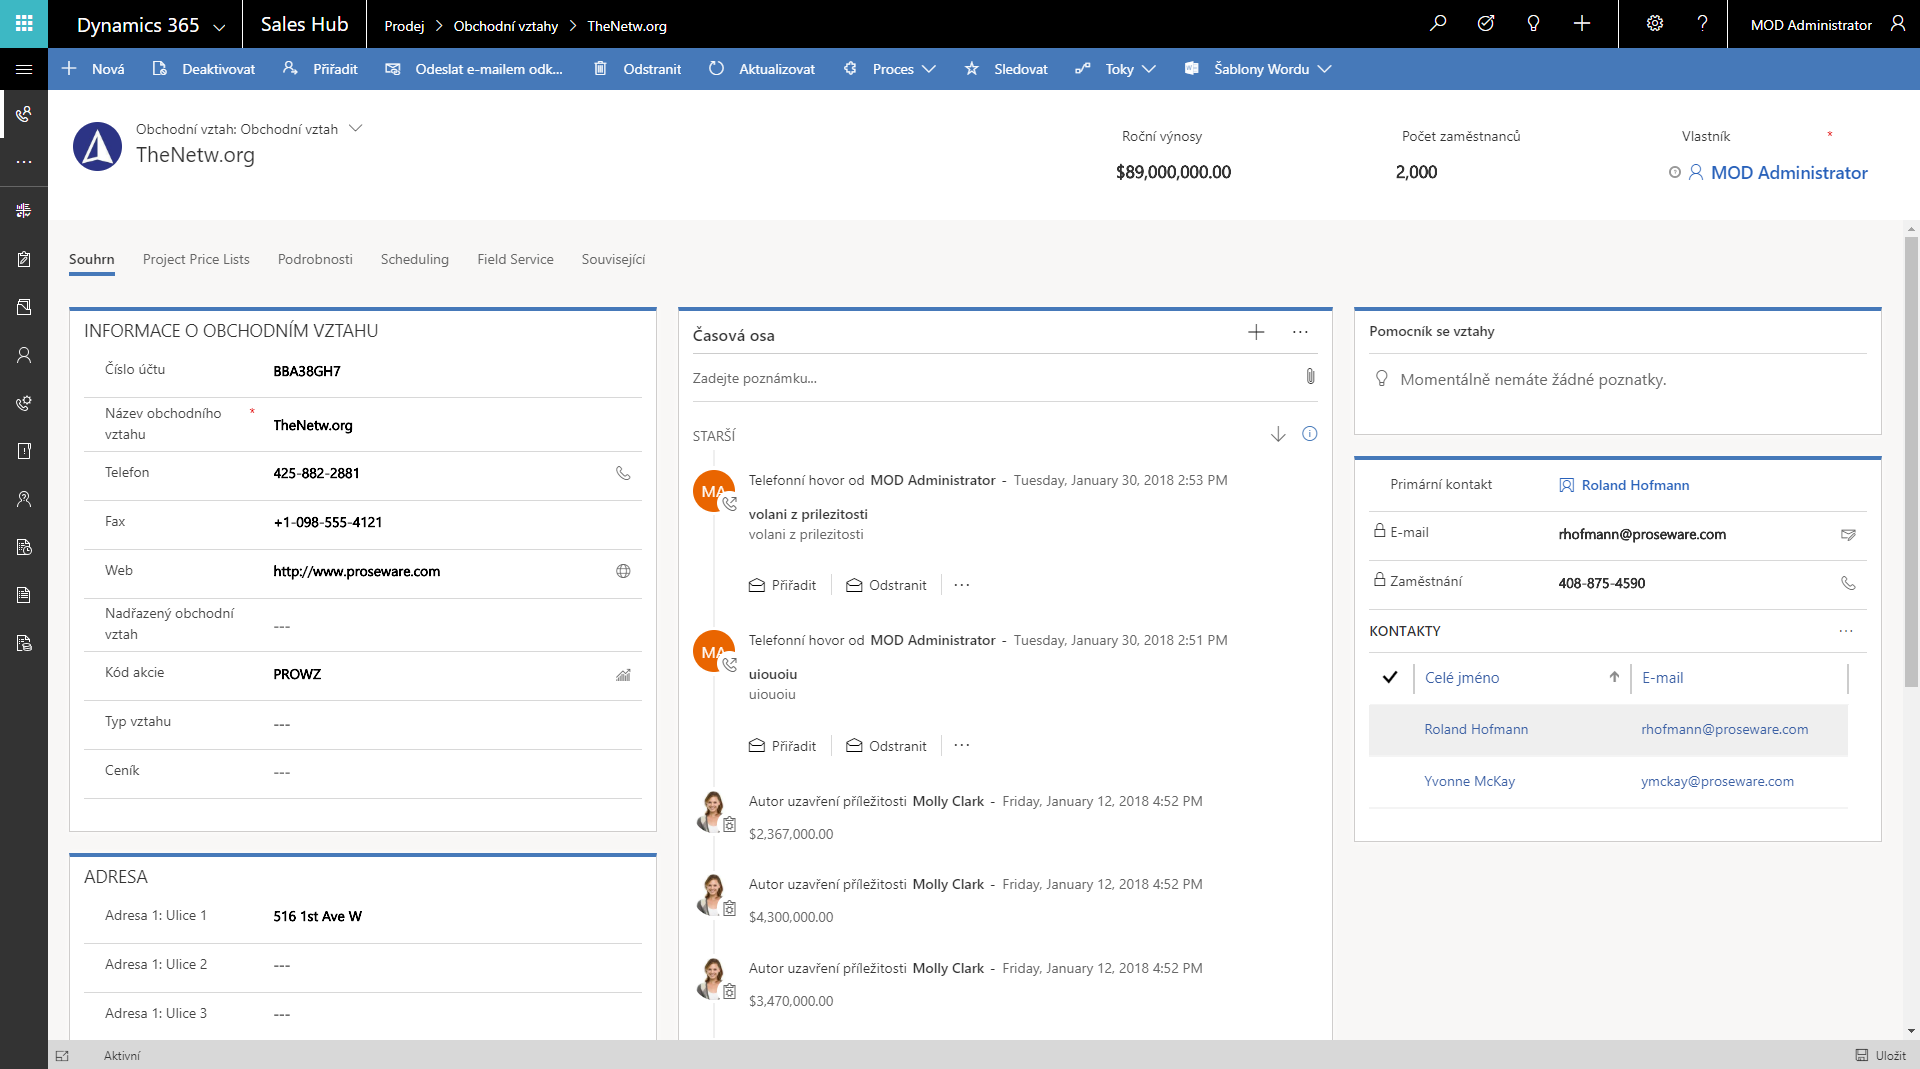 Dynamics 365
Sales Hub
Prodej > Obchodní vztahy > TheNetw.org
MOD Administrator
Nová
Deaktivovat
Přiřadit
Odeslat e-mailem odk...
Odstranit
Aktualizovat
Proces
Sledovat
Toky
Šablony Wordu
Obchodní vztah: Obchodní vztah
TheNetw.org
Roční výnosy
$89,000,000.00
Počet zaměstnanců
2,000
Vlastník *
MOD Administrator
Souhrn
Project Price Lists
Podrobnosti
Scheduling
Field Service
Související
INFORMACE O OBCHODNÍM VZTAHU
Číslo účtu
BBA38GH7
Název obchodního
vztahu
*
TheNetw.org
Telefon
425-882-2881
Fax
+1-098-555-4121
Web
http://www.proseware.com
Nadřazený obchodní
vztah
---
Kód akcie
PROWZ
Typ vztahu
---
Ceník
---
ADRESA
Adresa 1: Ulice 1
516 1st Ave W
Adresa 1: Ulice 2
---
Adresa 1: Ulice 3
---
Časová osa
Zadejte poznámku...
STARŠÍ
MA
Telefonní hovor od MOD Administrator - Tuesday, January 30, 2018 2:53 PM
volani z prilezitosti
volani z prilezitosti
Přiřadit
Odstranit
...
MA
Telefonní hovor od MOD Administrator - Tuesday, January 30, 2018 2:51 PM
uiouoiu
uiouoiu
Přiřadit
Odstranit
...
Autor uzavření příležitosti Molly Clark - Friday, January 12, 2018 4:52 PM
$2,367,000.00
Autor uzavření příležitosti Molly Clark - Friday, January 12, 2018 4:52 PM
$4,300,000.00
Autor uzavření příležitosti Molly Clark - Friday, January 12, 2018 4:52 PM
$3,470,000.00
Pomocník se vztahy
Momentálně nemáte žádné poznatky.
Primární kontakt
Roland Hofmann
E-mail
rhofmann@proseware.com
Zaměstnání
408-875-4590
KONTAKTY
...
Celé jméno
E-mail
Roland Hofmann
rhofmann@proseware.com
Yvonne McKay
ymckay@proseware.com
Aktivní
Uložit